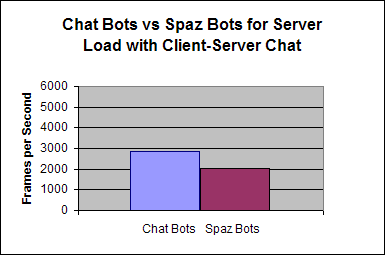 Chat Bots vs Spaz Bots for Server
Load with Client-Server Chat
Frames per Second
6000
5000
4000
3000
2000
1000
0
Chat Bots Spaz Bots